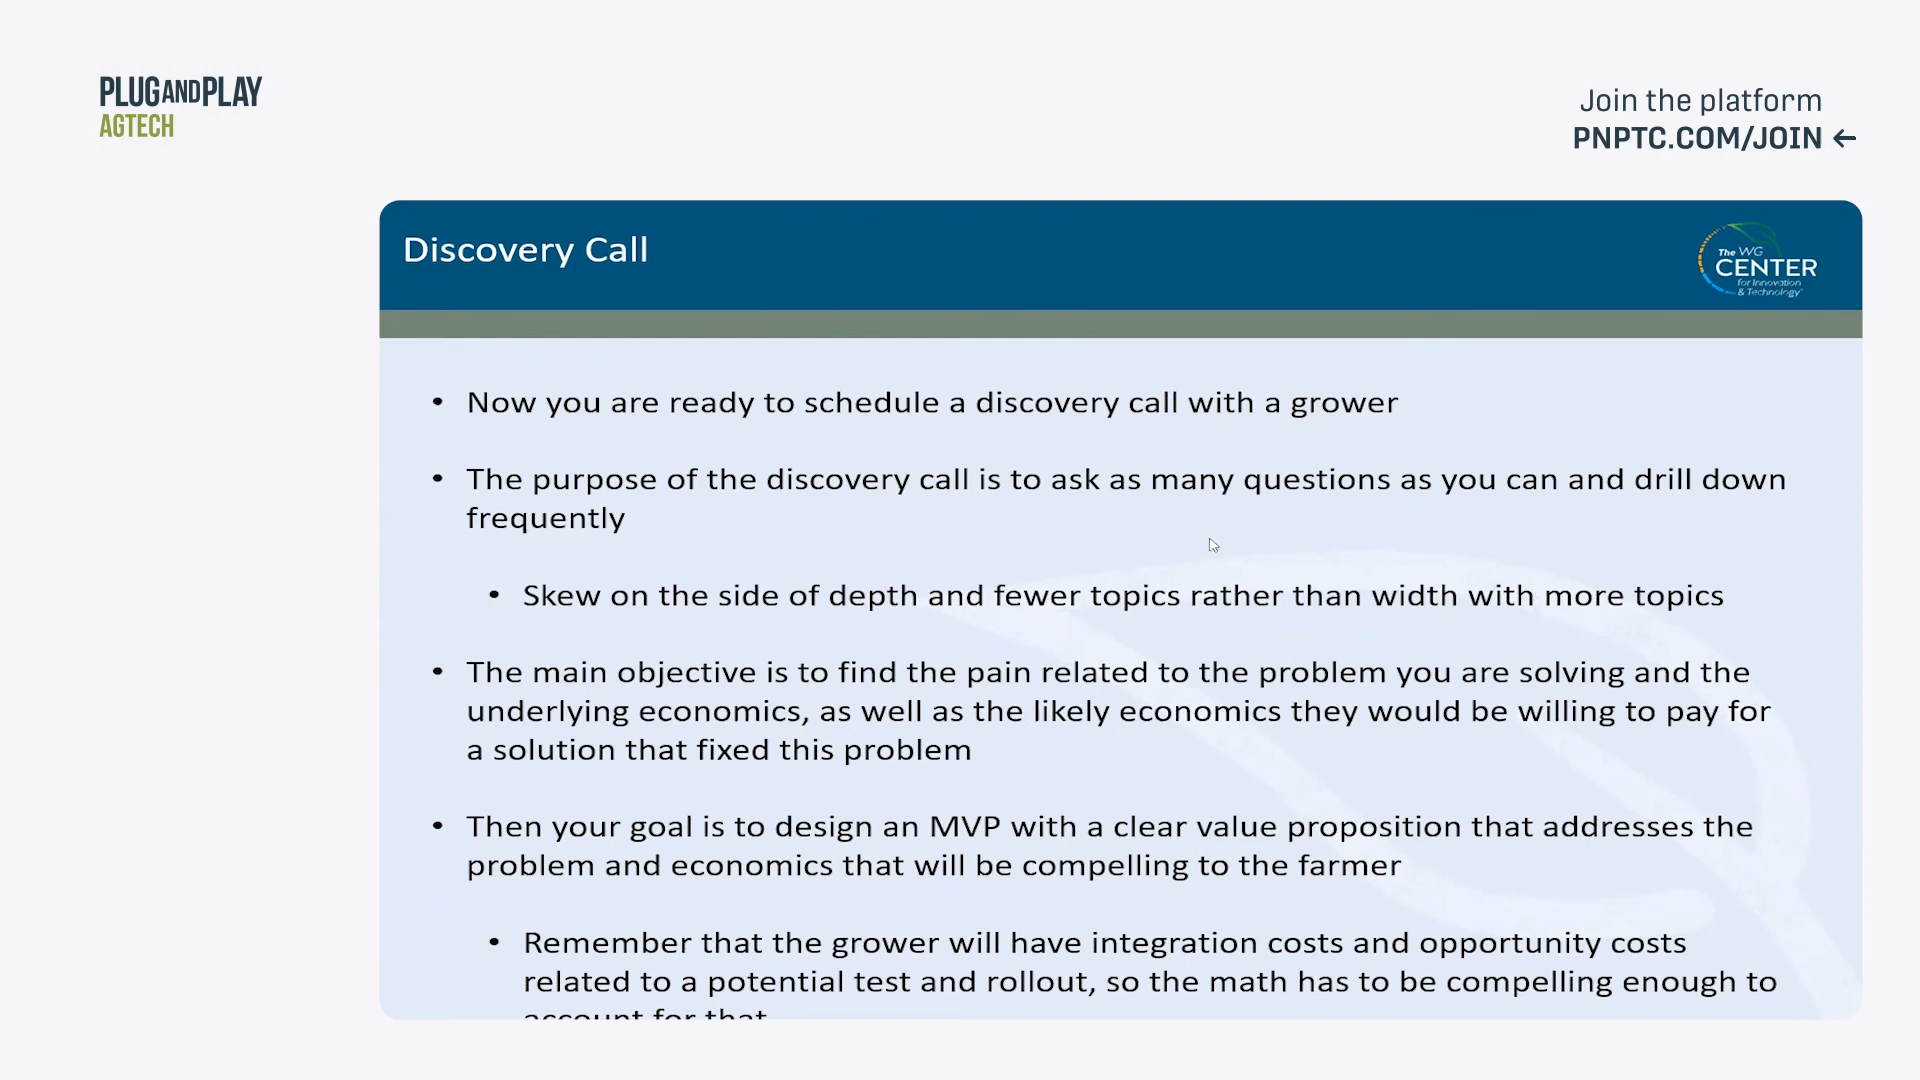 PLUGANDPLAY
AGTECH
Join the platform
PNPTC.COM/JOIN ←
Discovery Call
The WG
CENTER
for Innovation
& Technology
• Now you are ready to schedule a discovery call with a grower
• The purpose of the discovery call is to ask as many questions as you can and drill down
frequently
• Skew on the side of depth and fewer topics rather than width with more topics
• The main objective is to find the pain related to the problem you are solving and the
underlying economics, as well as the likely economics they would be willing to pay for
a solution that fixed this problem
• Then your goal is to design an MVP with a clear value proposition that addresses the
problem and economics that will be compelling to the farmer
• Remember that the grower will have integration costs and opportunity costs
related to a potential test and rollout, so the math has to be compelling enough to
account for that